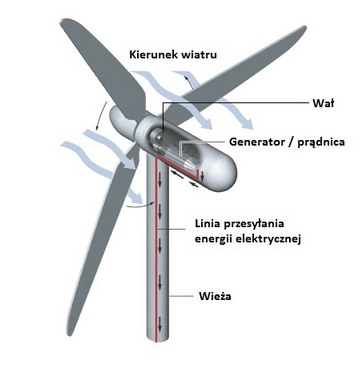 Kierunek wiatru
Wał
Generator / prądnica
Linia przesyłania
energii elektrycznej
Wieża